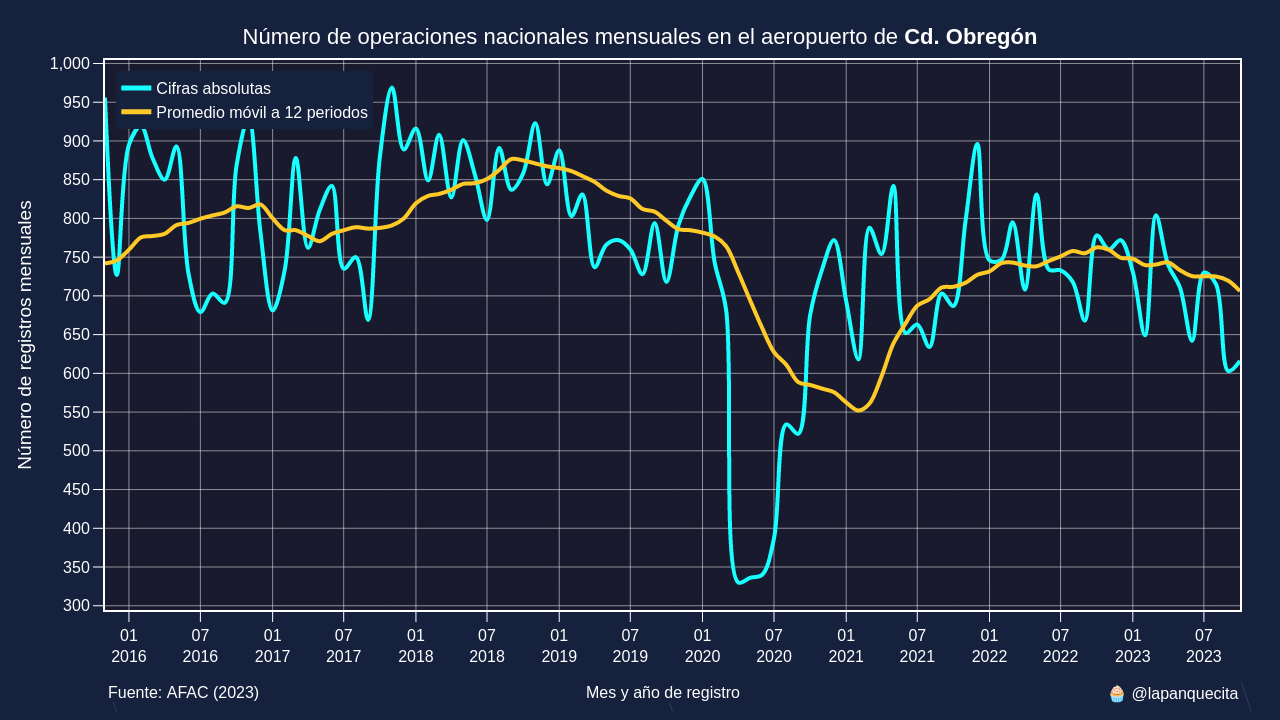 Número de operaciones nacionales mensuales en el aeropuerto de Cd. Obregón
Cifras absolutas
Promedio móvil a 12 periodos
Número de registros mensuales
1,000
950
900
850
800
750
700
650
600
550
500
450
400
350
300
01 07 01 07 01 07 01 07 01 07 01 07 01 07 01 07
2016 2016 2017 2017 2018 2018 2019 2019 2020 2020 2021 2021 2022 2022 2023 2023
Fuente: AFAC (2023)
Mes y año de registro
🧁 @lapanquecita